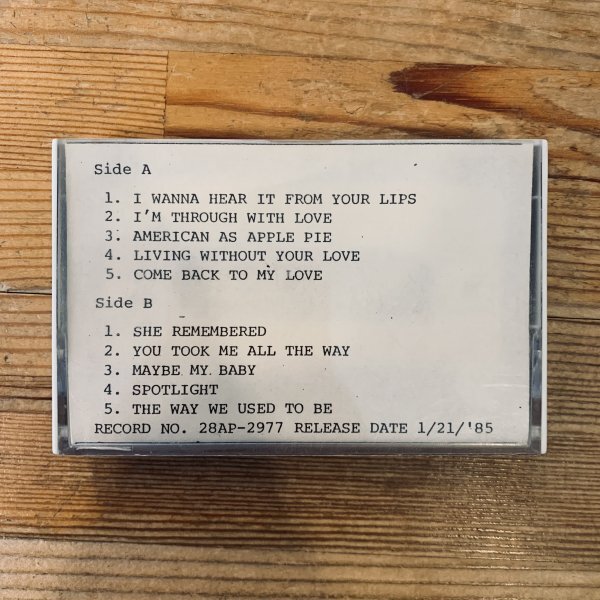 Side A
1. I WANNA HEAR IT FROM YOUR LIPS
2. I'M THROUGH WITH LOVE
3. AMERICAN AS APPLE PIE
4. LIVING WITHOUT YOUR LOVE
5. COME BACK TO MY LOVE
Side B
1. SHE REMEMBERED
2. YOU TOOK ME ALL THE WAY
3. MAYBE MY BABY
4. SPOTLIGHT
5. THE WAY WE USED TO BE
RECORD NO. 28AP-2977 RELEASE DATE 1/21/'85